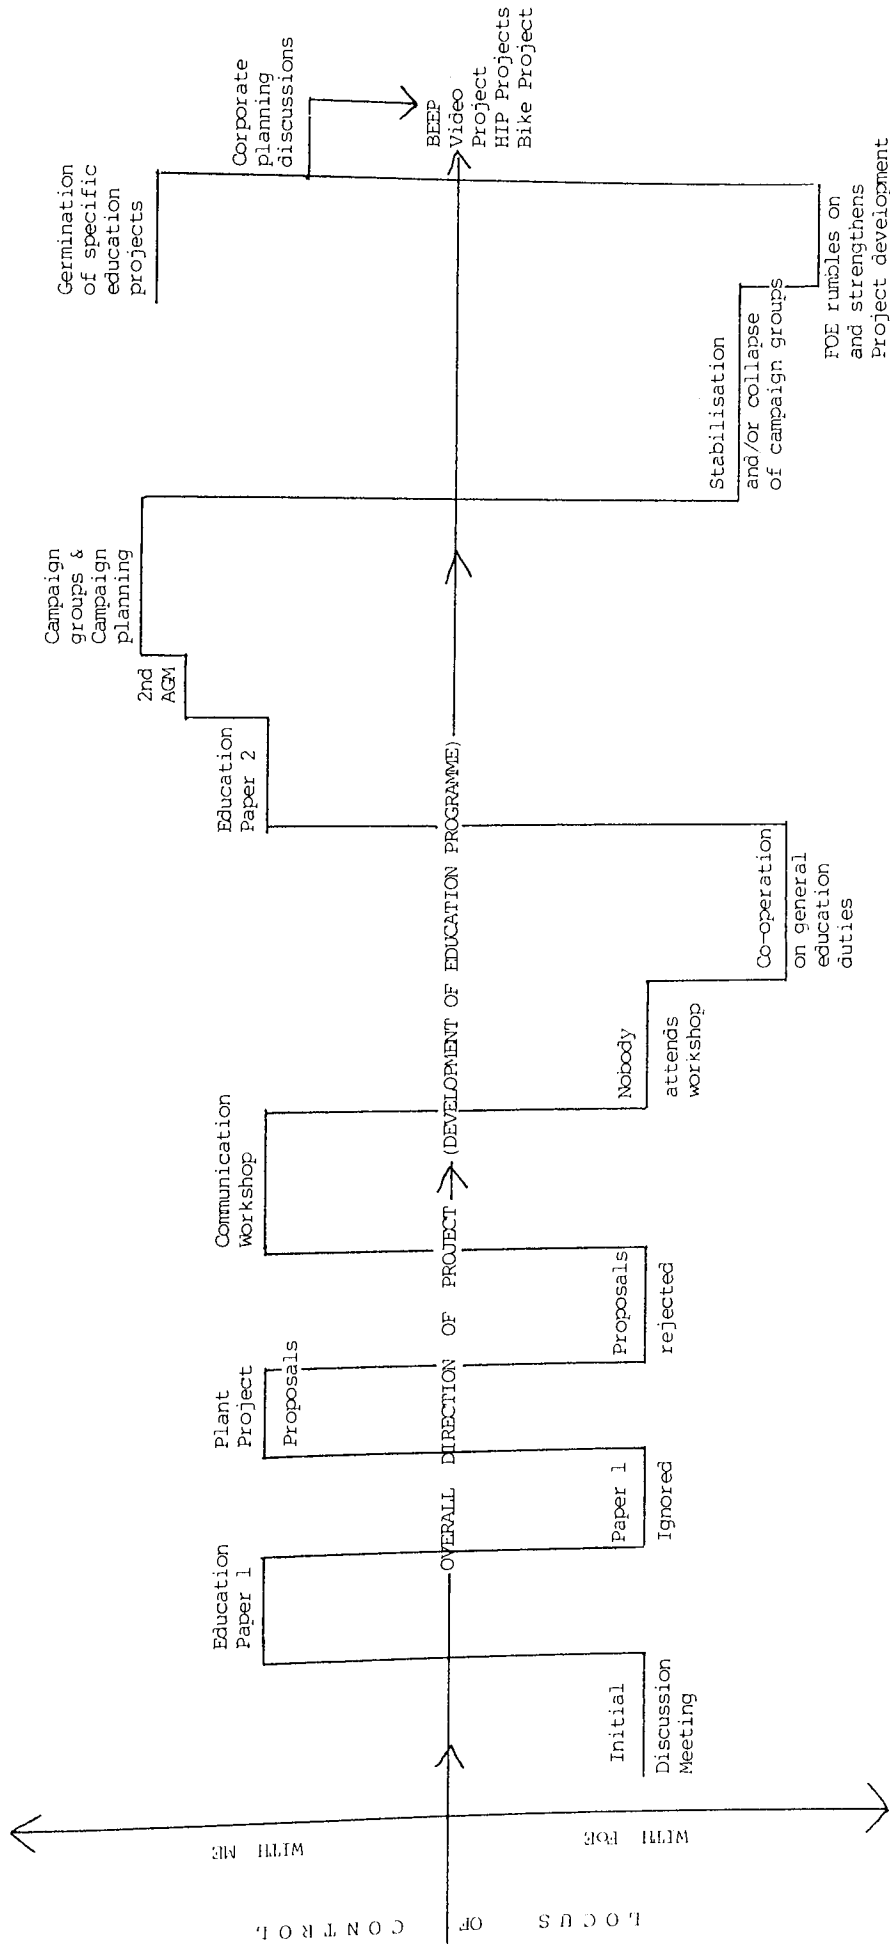 LOCUS OF CONTROL
WITH ME
WITH FOE
Initial
Discussion
Meeting
Education
Paper 1
Paper 1
Ignored
Plant
Project
Proposals
Proposals
rejected
Communication
Workshop
Nobody
attends
workshop
Co-operation
on general
education
duties
Education
Paper 2
2nd
AGM
Campaign
groups &
Campaign
planning
Stabilisation
and/or collapse
of campaign groups
FOE rumbles on
and strengthens
Project development
Germination
of specific
education
projects
Corporate
planning
discussions
BEEP
Video
Project
HIP Projects
Bike Project
OVERALL DIRECTION OF PROJECT (DEVELOPMENT OF EDUCATION PROGRAMME)